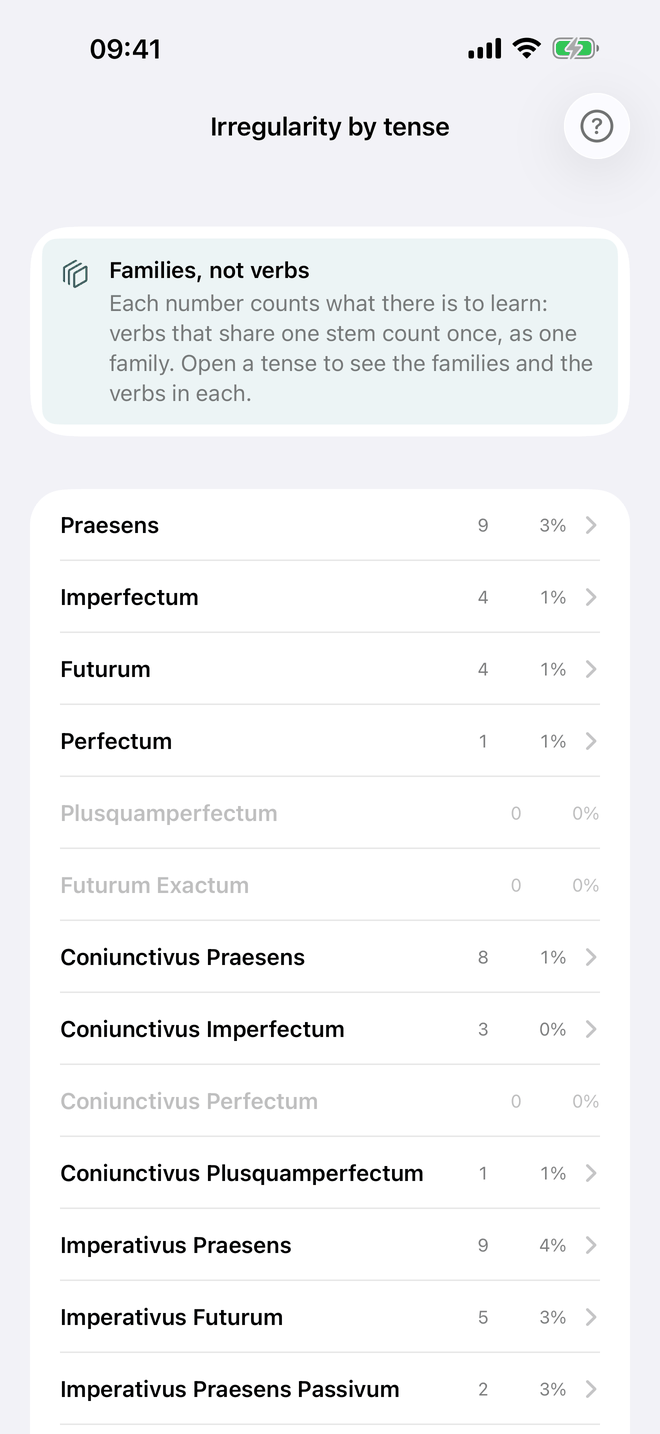 09:41
Irregularity by tense
Families, not verbs
Each number counts what there is to learn:
verbs that share one stem count once, as one
family. Open a tense to see the families and the
verbs in each.
Praesens 9 3%
Imperfectum 4 1%
Futurum 4 1%
Perfectum 1 1%
Plusquamperfectum 0 0%
Futurum Exactum 0 0%
Coniunctivus Praesens 8 1%
Coniunctivus Imperfectum 3 0%
Coniunctivus Perfectum 0 0%
Coniunctivus Plusquamperfectum 1 1%
Imperativus Praesens 9 4%
Imperativus Futurum 5 3%
Imperativus Praesens Passivum 2 3%